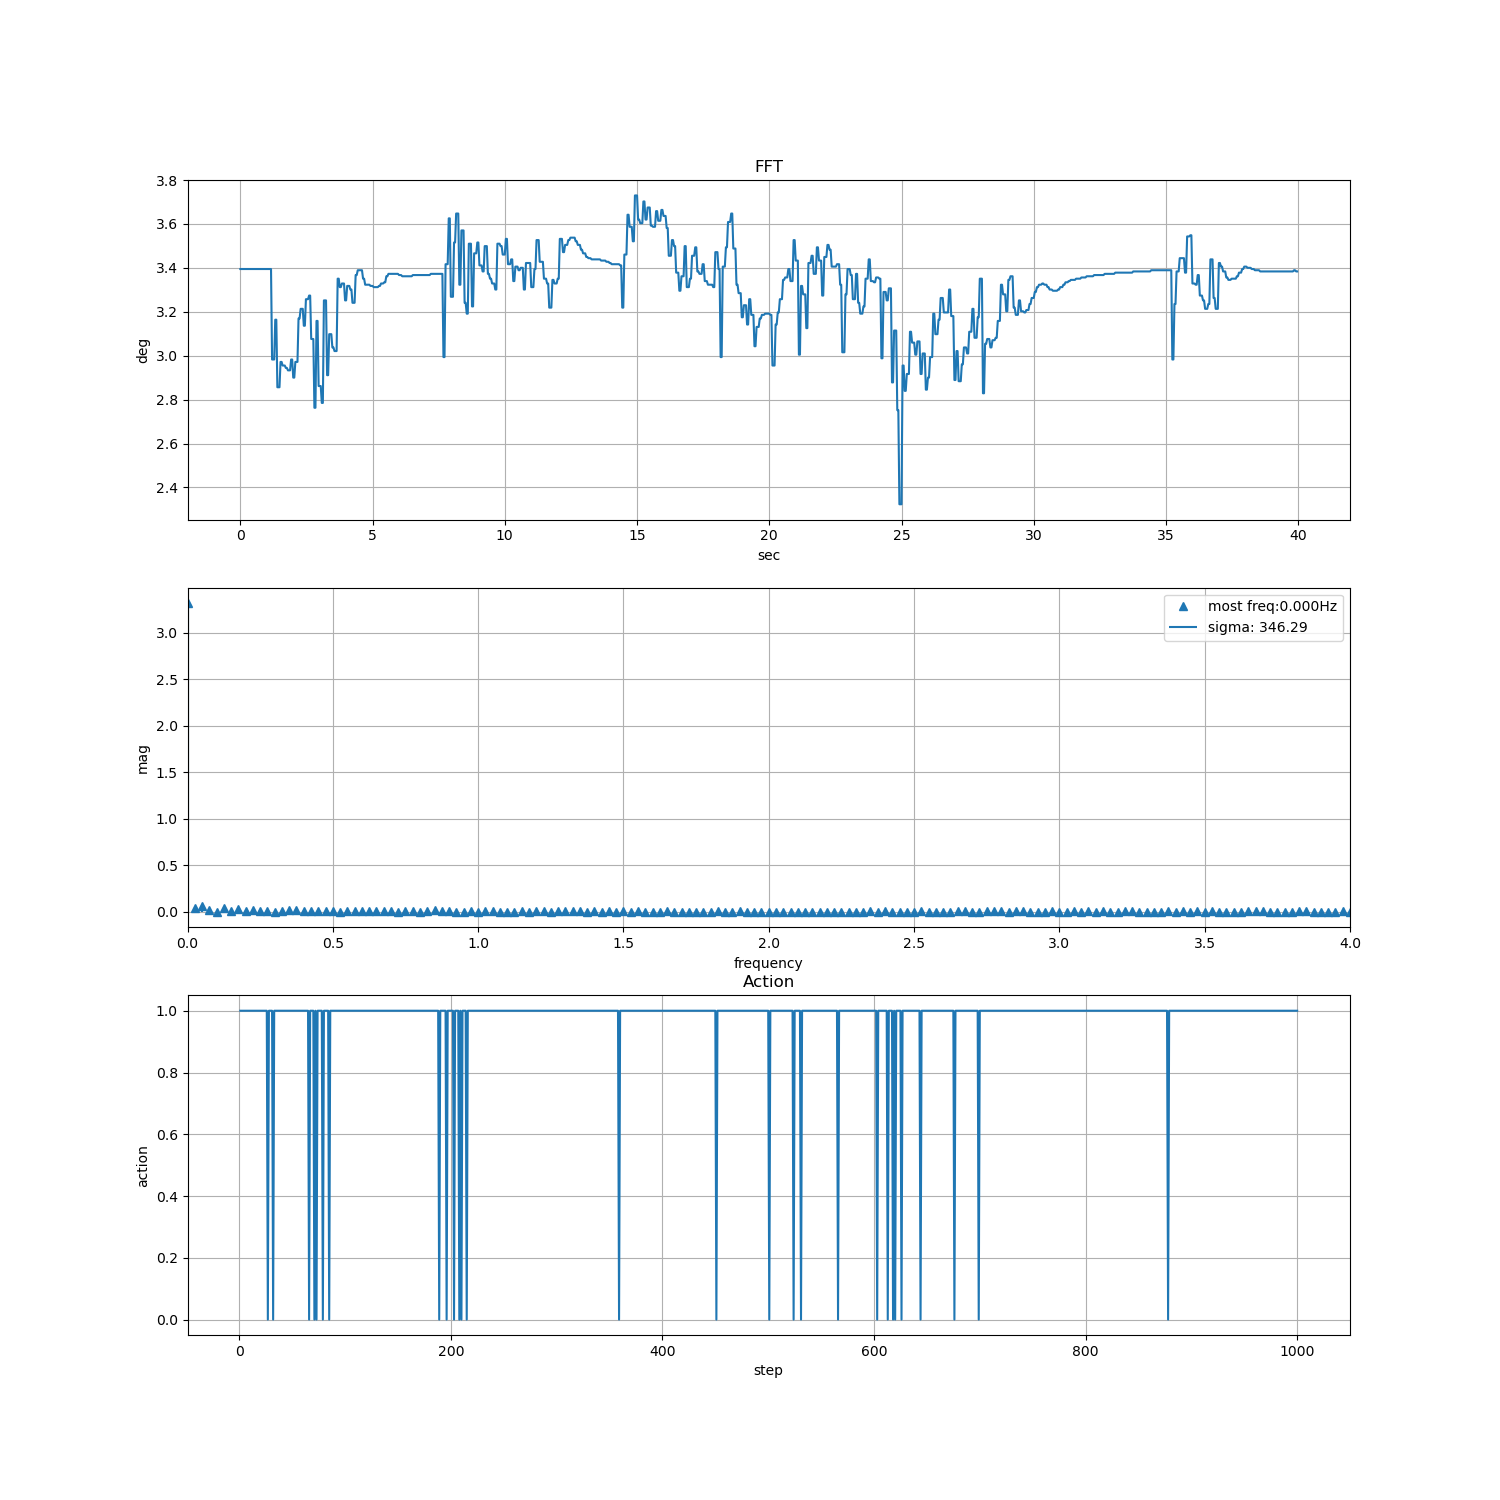 FFT
3.8
3.6
3.4
3.2
3.0
2.8
2.6
2.4
deg
0 5 10 15 20 25 30 35 40
sec
most freq:0.000Hz
sigma: 346.29
3.0
2.5
2.0
1.5
1.0
0.5
0.0
mag
0.0 0.5 1.0 1.5 2.0 2.5 3.0 3.5 4.0
frequency
Action
1.0
0.8
0.6
0.4
0.2
0.0
action
0 200 400 600 800 1000
step